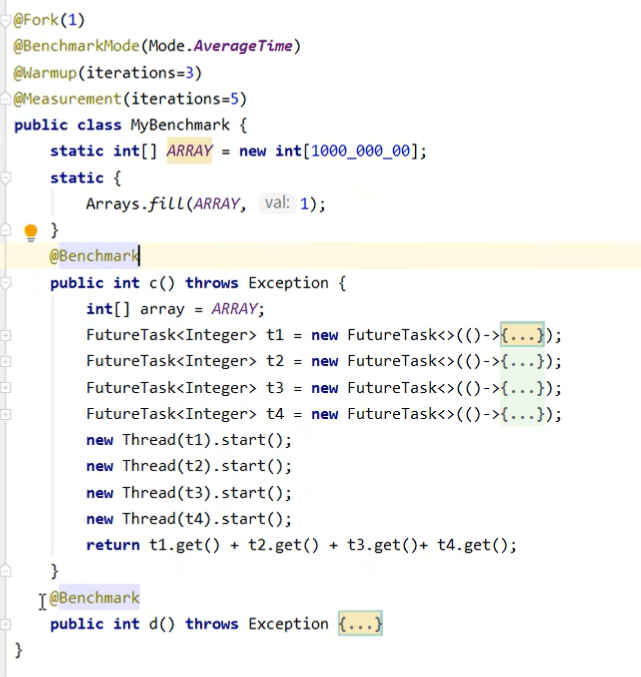 @Fork(1)
@BenchmarkMode(Mode.AverageTime)
@Warmup(iterations=3)
@Measurement(iterations=5)
public class MyBenchmark {
    static int[] ARRAY = new int[1000_000_00];
    static {
        Arrays.fill(ARRAY, val: 1);
    }
    @Benchmark
    public int c() throws Exception {
        int[] array = ARRAY;
        FutureTask<Integer> t1 = new FutureTask<>(()->{...});
        FutureTask<Integer> t2 = new FutureTask<>(()->{...});
        FutureTask<Integer> t3 = new FutureTask<>(()->{...});
        FutureTask<Integer> t4 = new FutureTask<>(()->{...});
        new Thread(t1).start();
        new Thread(t2).start();
        new Thread(t3).start();
        new Thread(t4).start();
        return t1.get() + t2.get() + t3.get()+ t4.get();
    }
    @Benchmark
    public int d() throws Exception {...}
}